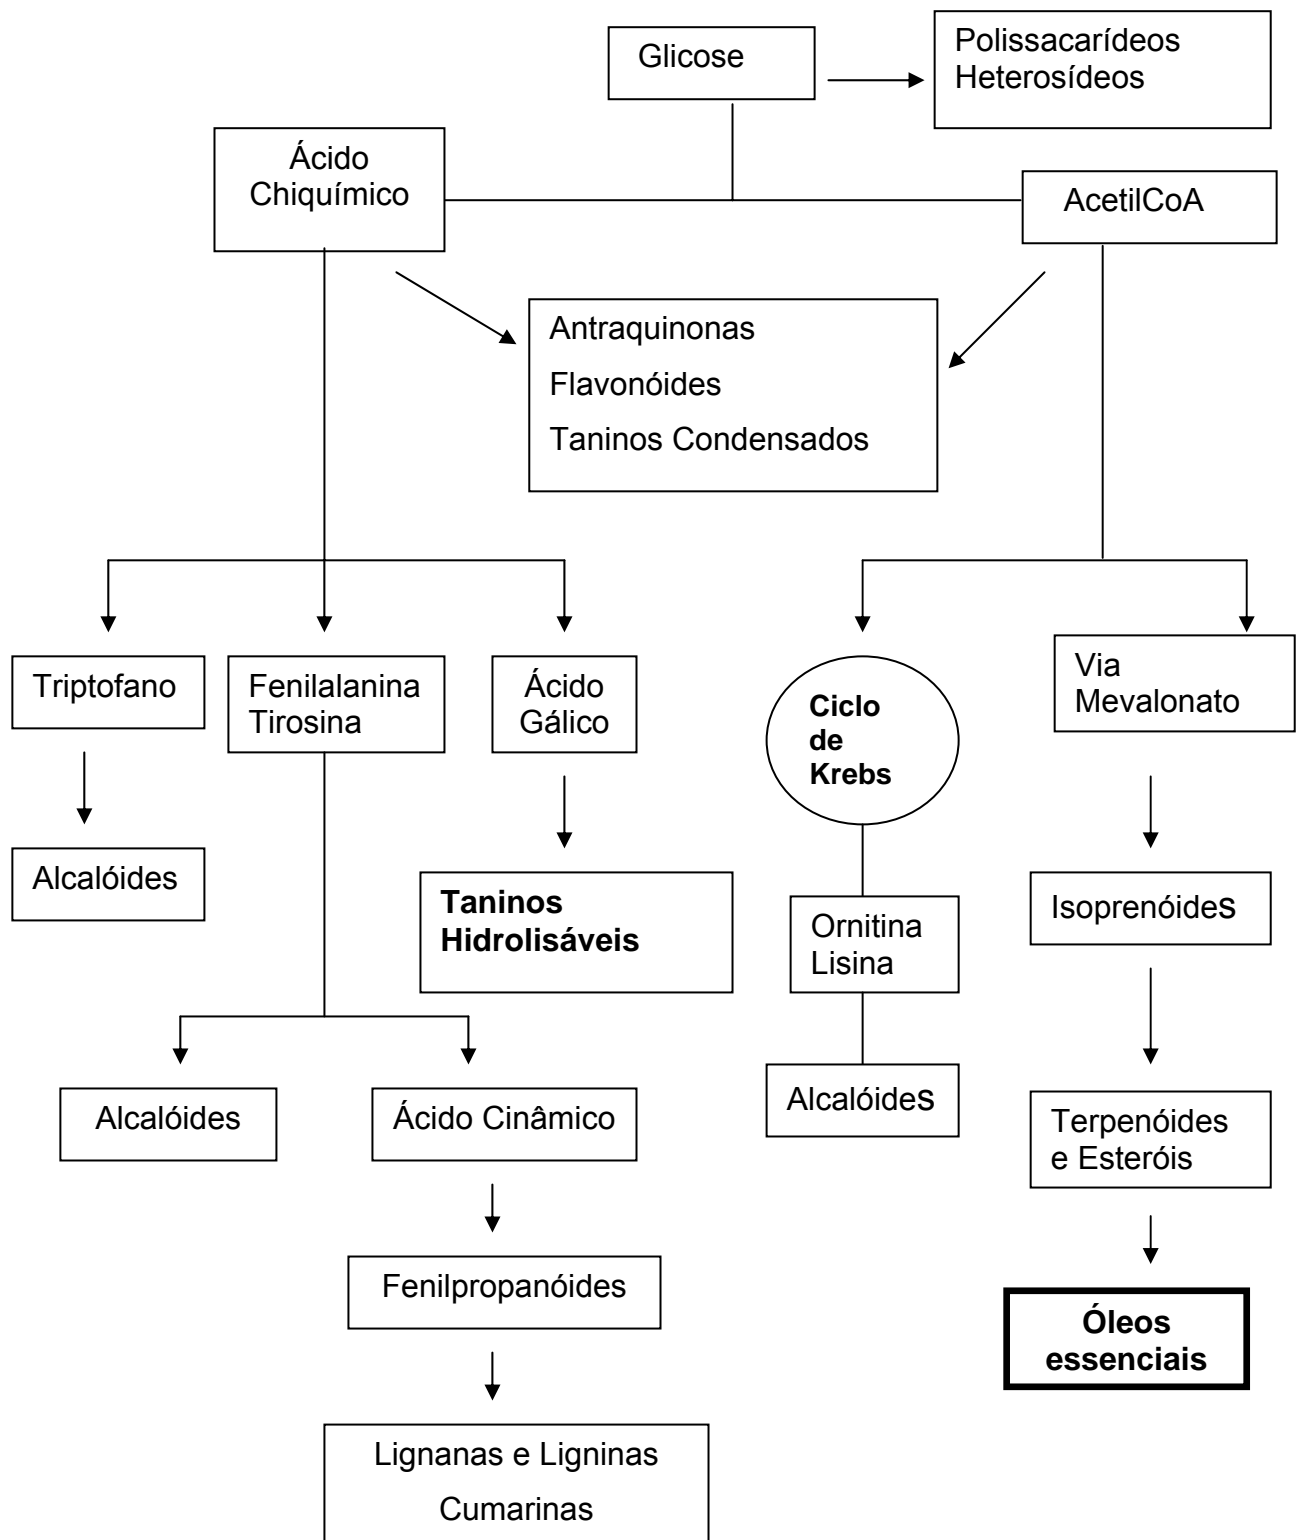 Glicose
Polissacarídeos
Heterosídeos
Ácido
Chiquímico
AcetilCoA
Antraquinonas
Flavonóides
Taninos Condensados
Triptofano
Fenilalanina
Tirosina
Ácido
Gálico
Ciclo
de
Krebs
Via
Mevalonato
Alcalóides
Taninos
Hidrolisáveis
Ornitina
Lisina
Isoprenóides
Alcalóides
Ácido Cinâmico
Alcalóides
Terpenóides
e Esteróis
Fenilpropanóides
Óleos
essenciais
Lignanas e Ligninas
Cumarinas